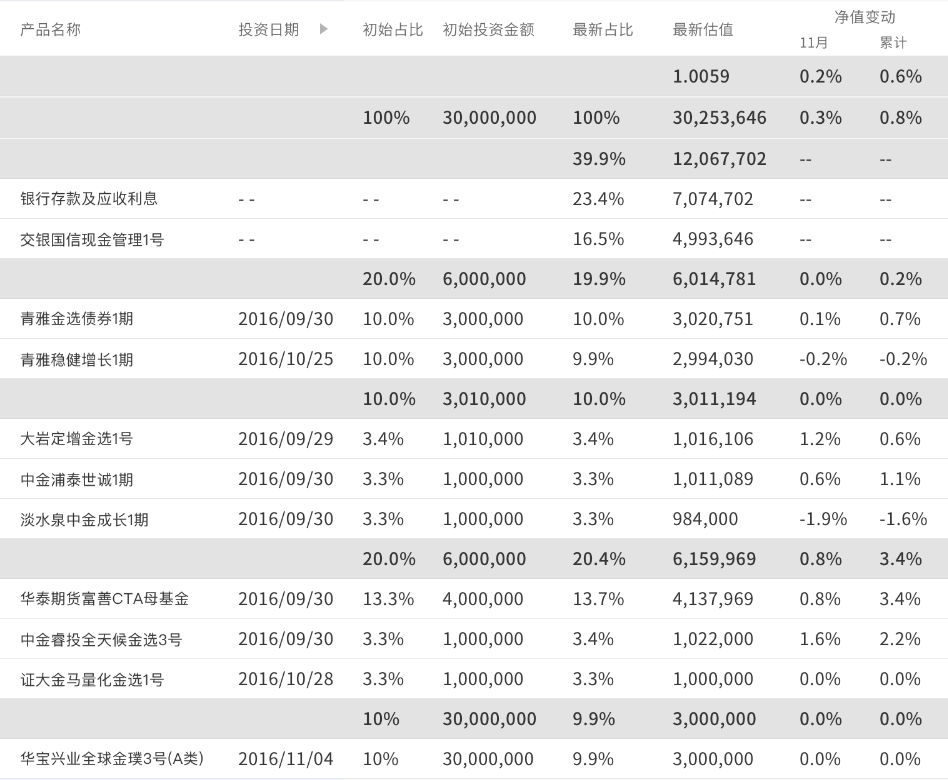 产品名称 投资日期 初始占比 初始投资金额 最新占比 最新估值 净值变动
11月 累计
1.0059 0.2% 0.6%
100% 30,000,000 100% 30,253,646 0.3% 0.8%
39.9% 12,067,702 -- --
银行存款及应收利息 - - - - - - 23.4% 7,074,702 -- --
交银国信现金管理1号 - - - - - - 16.5% 4,993,646 -- --
20.0% 6,000,000 19.9% 6,014,781 0.0% 0.2%
青雅金选债券1期 2016/09/30 10.0% 3,000,000 10.0% 3,020,751 0.1% 0.7%
青雅稳健增长1期 2016/10/25 10.0% 3,000,000 9.9% 2,994,030 -0.2% -0.2%
10.0% 3,010,000 10.0% 3,011,194 0.0% 0.0%
大岩定增金选1号 2016/09/29 3.4% 1,010,000 3.4% 1,016,106 1.2% 0.6%
中金浦泰世诚1期 2016/09/30 3.3% 1,000,000 3.3% 1,011,089 0.6% 1.1%
淡水泉中金成长1期 2016/09/30 3.3% 1,000,000 3.3% 984,000 -1.9% -1.6%
20.0% 6,000,000 20.4% 6,159,969 0.8% 3.4%
华泰期货富善CTA母基金 2016/09/30 13.3% 4,000,000 13.7% 4,137,969 0.8% 3.4%
中金睿投全天候金选3号 2016/09/30 3.3% 1,000,000 3.4% 1,022,000 1.6% 2.2%
证大金马量化金选1号 2016/10/28 3.3% 1,000,000 3.3% 1,000,000 0.0% 0.0%
10% 30,000,000 9.9% 3,000,000 0.0% 0.0%
华宝兴业全球金璞3号(A类) 2016/11/04 10% 30,000,000 9.9% 3,000,000 0.0% 0.0%